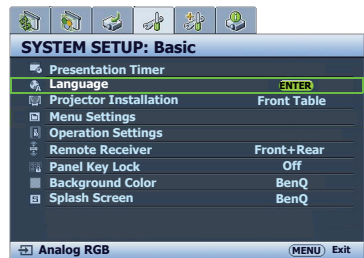 SYSTEM SETUP: Basic
Presentation Timer
Language ENTER
Projector Installation Front Table
Menu Settings
Operation Settings
Remote Receiver Front+Rear
Panel Key Lock Off
Background Color BenQ
Splash Screen BenQ
Analog RGB MENU Exit